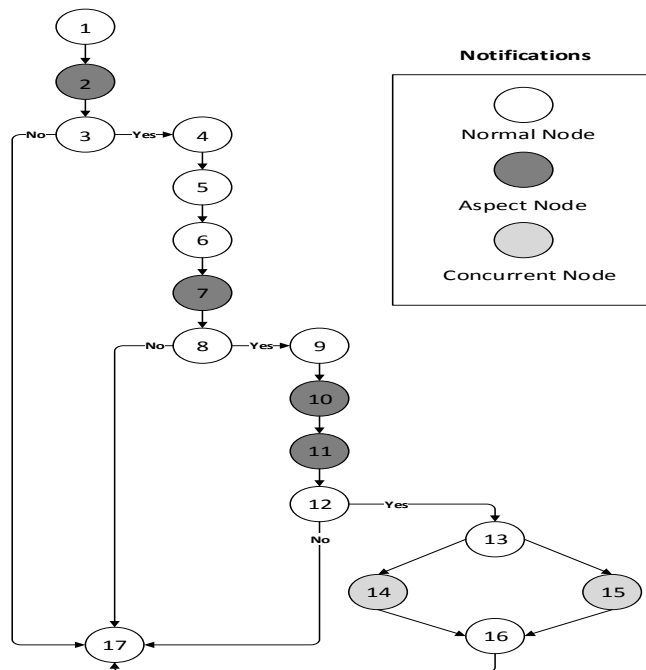 1
Notifications
2
Normal Node
No
3
Yes
4
5
Aspect Node
6
Concurrent Node
7
No
8
Yes
9
10
11
12
Yes
No
13
14
15
16
17